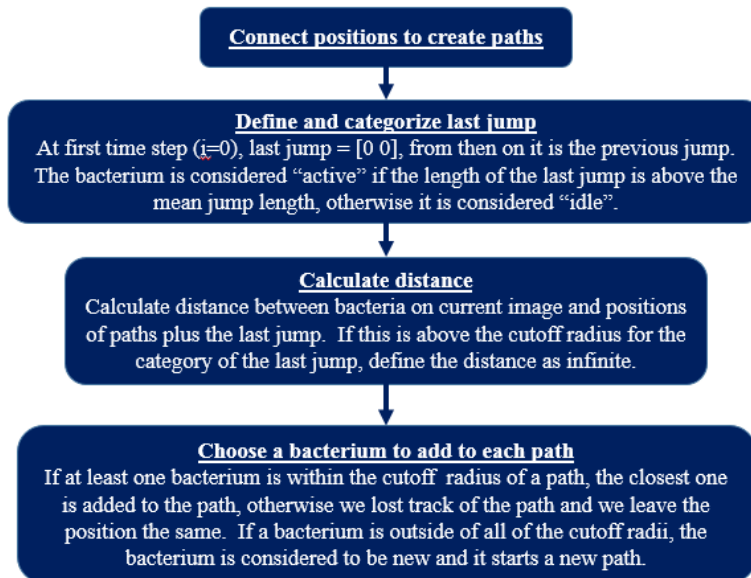 Connect positions to create paths
Define and categorize last jump
At first time step (i=0), last jump = [0 0], from then on it is the previous jump.
The bacterium is considered “active” if the length of the last jump is above the
mean jump length, otherwise it is considered “idle”.
Calculate distance
Calculate distance between bacteria on current image and positions
of paths plus the last jump.  If this is above the cutoff radius for the
category of the last jump, define the distance as infinite.
Choose a bacterium to add to each path
If at least one bacterium is within the cutoff radius of a path, the closest one
is added to the path, otherwise we lost track of the path and we leave the
position the same.  If a bacterium is outside of all of the cutoff radii, the
bacterium is considered to be new and it starts a new path.